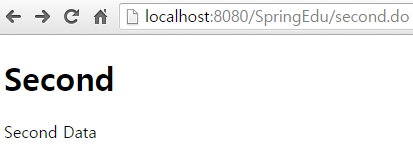 localhost:8080/SpringEdu/second.do
Second
Second Data